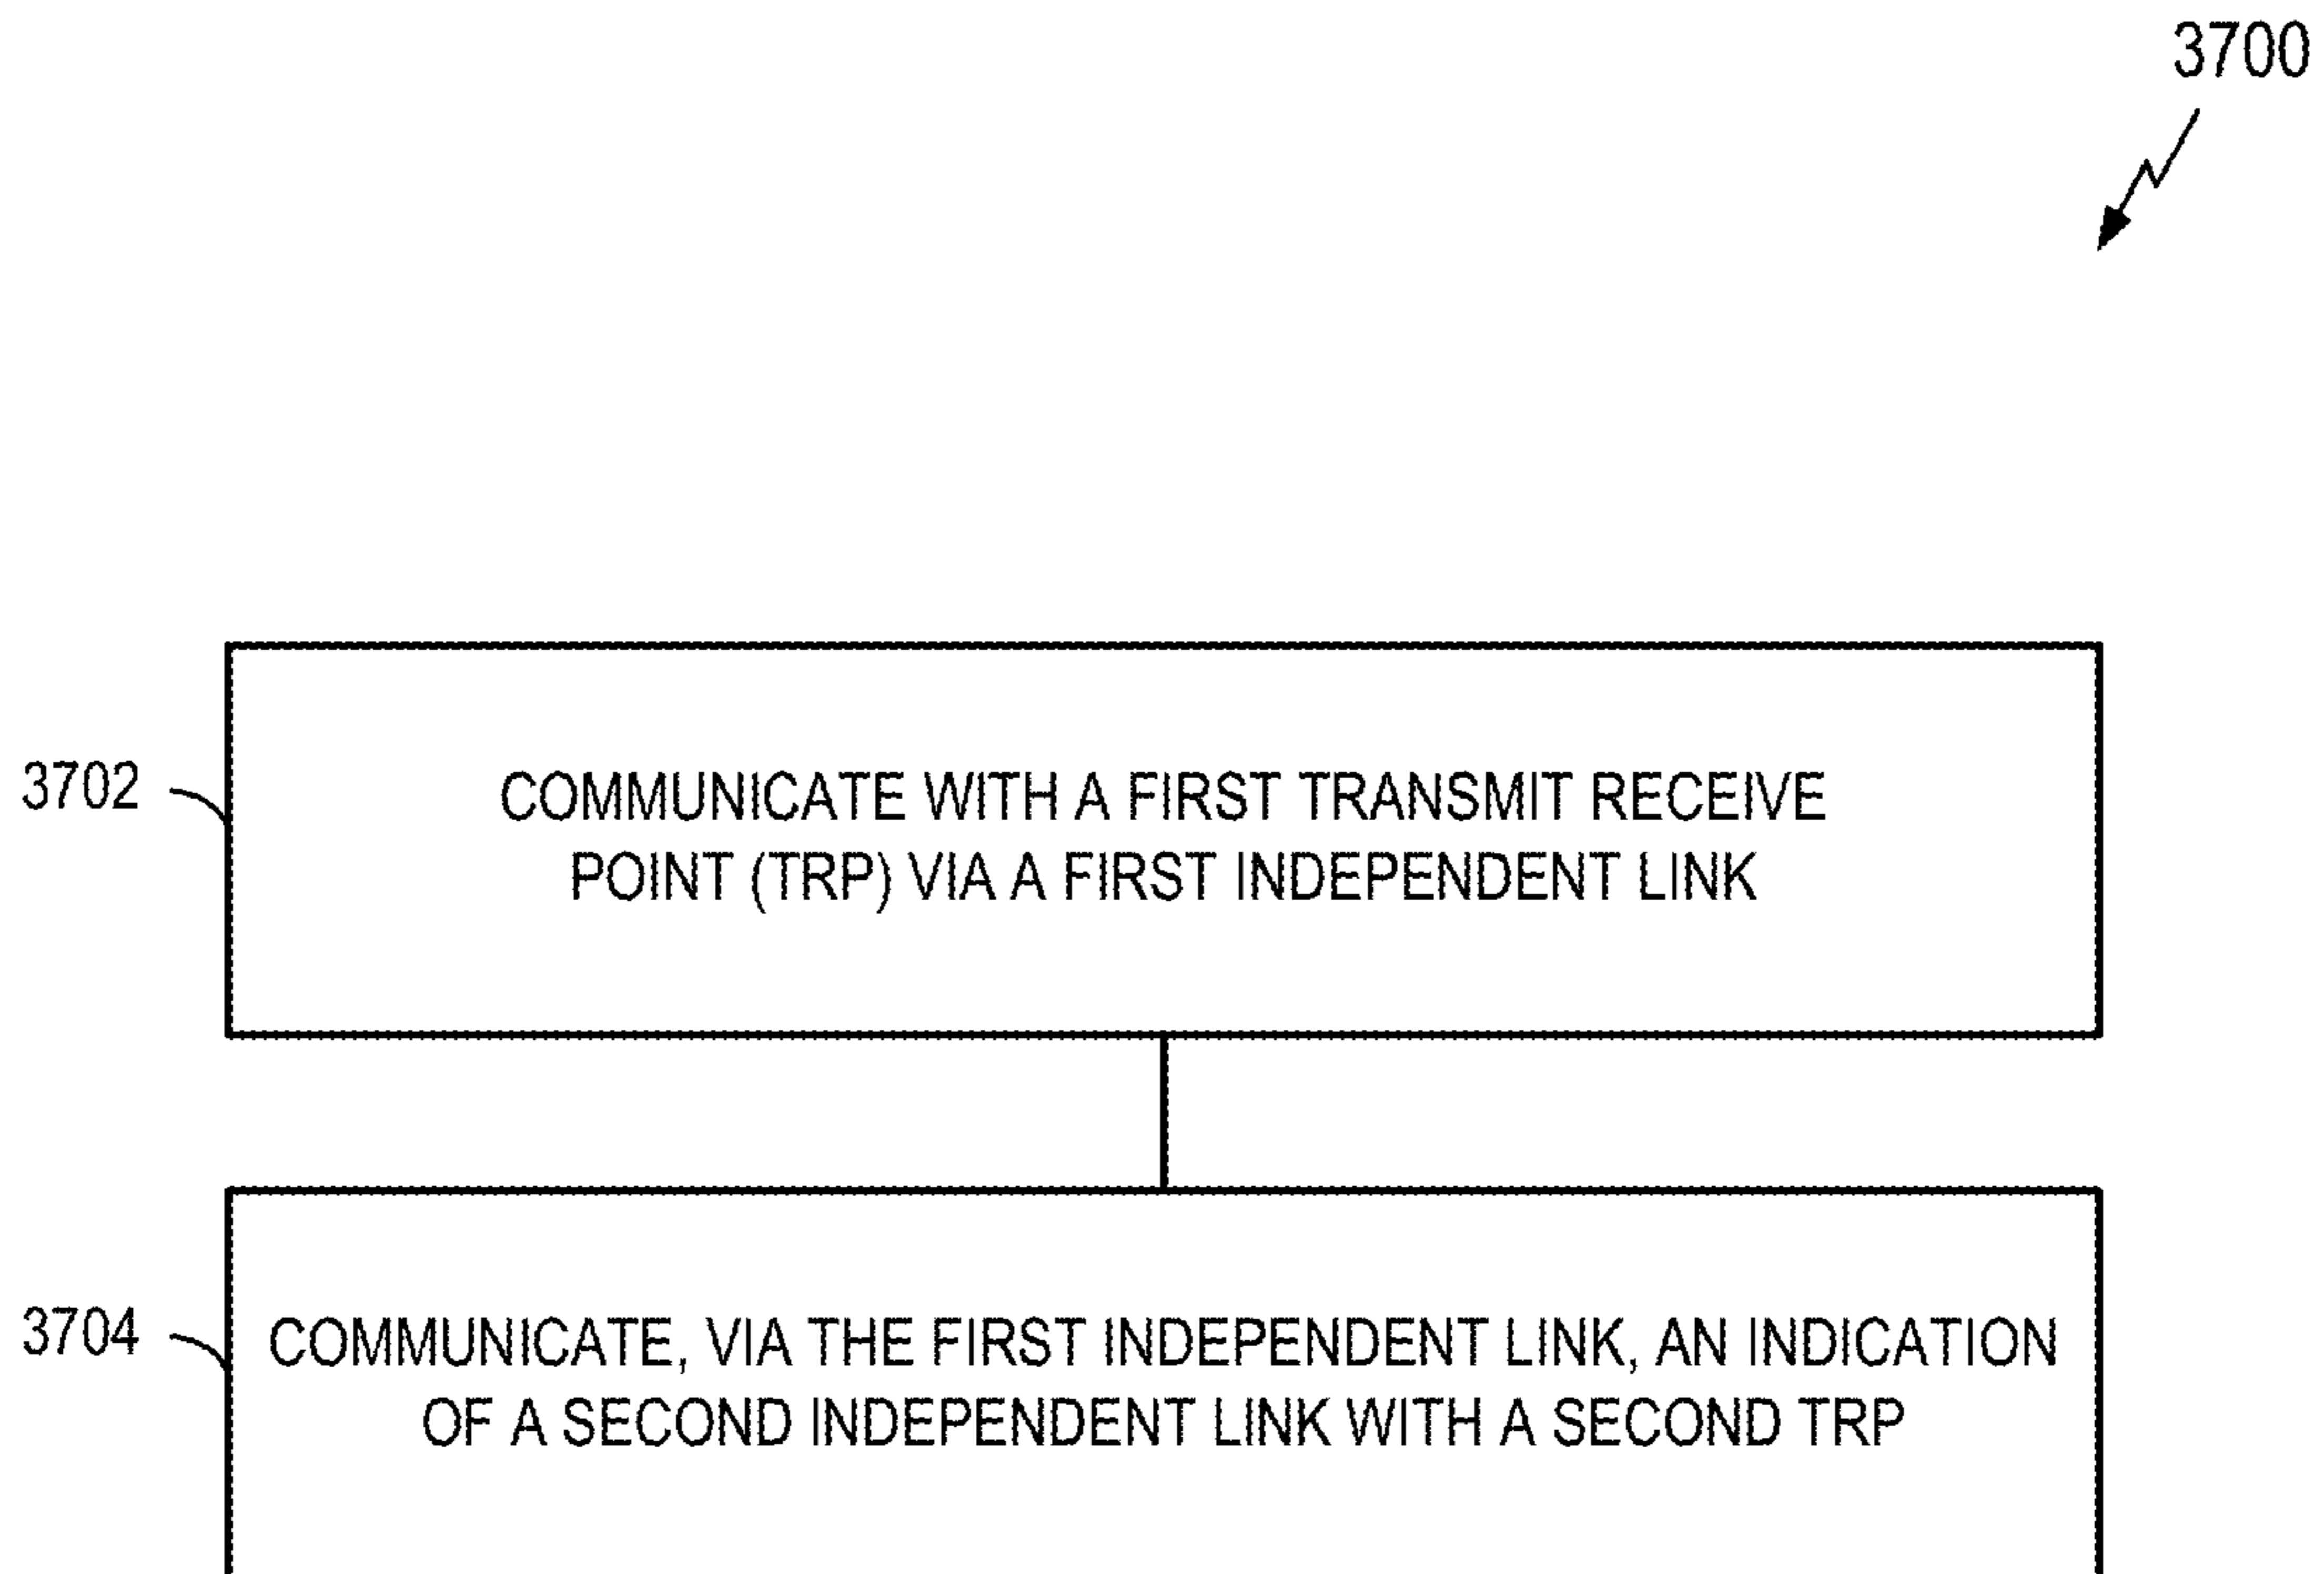 3700
3702
COMMUNICATE WITH A FIRST TRANSMIT RECEIVE
POINT (TRP) VIA A FIRST INDEPENDENT LINK
3704
COMMUNICATE, VIA THE FIRST INDEPENDENT LINK, AN INDICATION
OF A SECOND INDEPENDENT LINK WITH A SECOND TRP